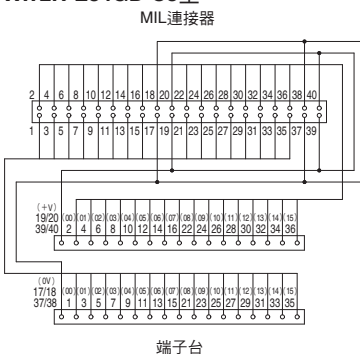 MIL連接器
2 4 6 8 10 12 14 16 18 20 22 24 26 28 30 32 34 36 38 40
1 3 5 7 9 11 13 15 17 19 21 23 25 27 29 31 33 35 37 39
(+V)
19/20 (00) (01) (02) (03) (04) (05) (06) (07) (08) (09) (10) (11) (12) (13) (14) (15)
39/40 2 4 6 8 10 12 14 16 22 24 26 28 30 32 34 36
(0V)
17/18 (00) (01) (02) (03) (04) (05) (06) (07) (08) (09) (10) (11) (12) (13) (14) (15)
37/38 1 3 5 7 9 11 13 15 21 23 25 27 29 31 33 35
端子台